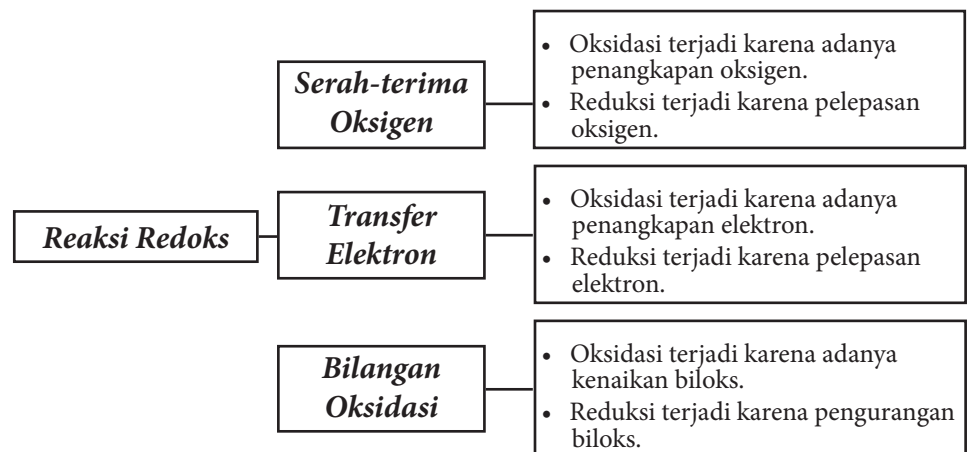 Reaksi Redoks
Serah-terima
Oksigen
• Oksidasi terjadi karena adanya
penangkapan oksigen.
• Reduksi terjadi karena pelepasan
oksigen.
Transfer
Elektron
• Oksidasi terjadi karena adanya
penangkapan elektron.
• Reduksi terjadi karena pelepasan
elektron.
Bilangan
Oksidasi
• Oksidasi terjadi karena adanya
kenaikan biloks.
• Reduksi terjadi karena pengurangan
biloks.